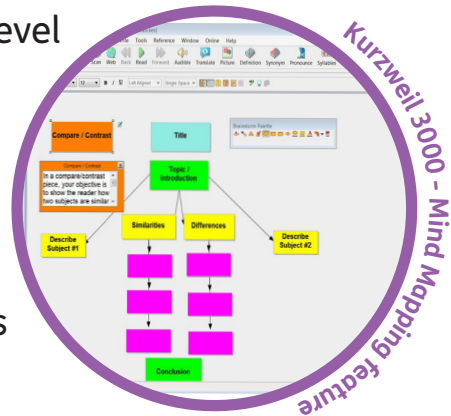 evel
Tools Reference Window Online Help
Scan Web Back Read Forward Audible Translate Picture Definition Synonym Pronounce Syllables
12 B I U Left Aligned Single Space
Brainstorm Palette
Compare / Contrast
Title
Compare / Contrast
In a compare/contrast
piece, your objective is
to show the reader how
two subjects are similar
Topic /
Introduction
Similarities
Differences
Describe
Subject #1
Describe
Subject #2
Conclusion
s
Kurzweil 3000 - Mind Mapping feature